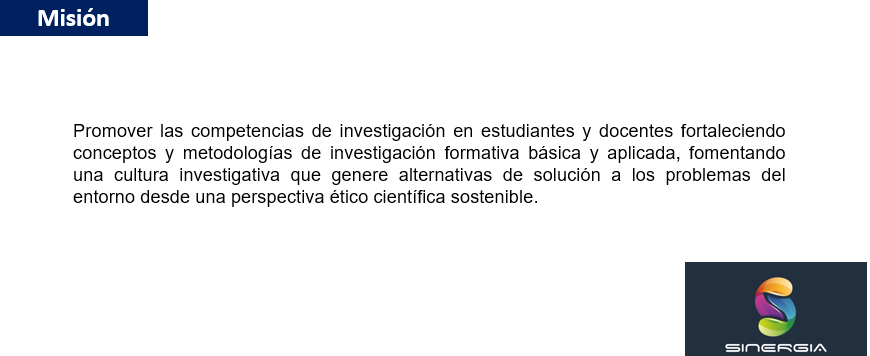 Misión
Promover las competencias de investigación en estudiantes y docentes fortaleciendo
conceptos y metodologías de investigación formativa básica y aplicada, fomentando
una cultura investigativa que genere alternativas de solución a los problemas del
entorno desde una perspectiva ético científica sostenible.
SINERGIA